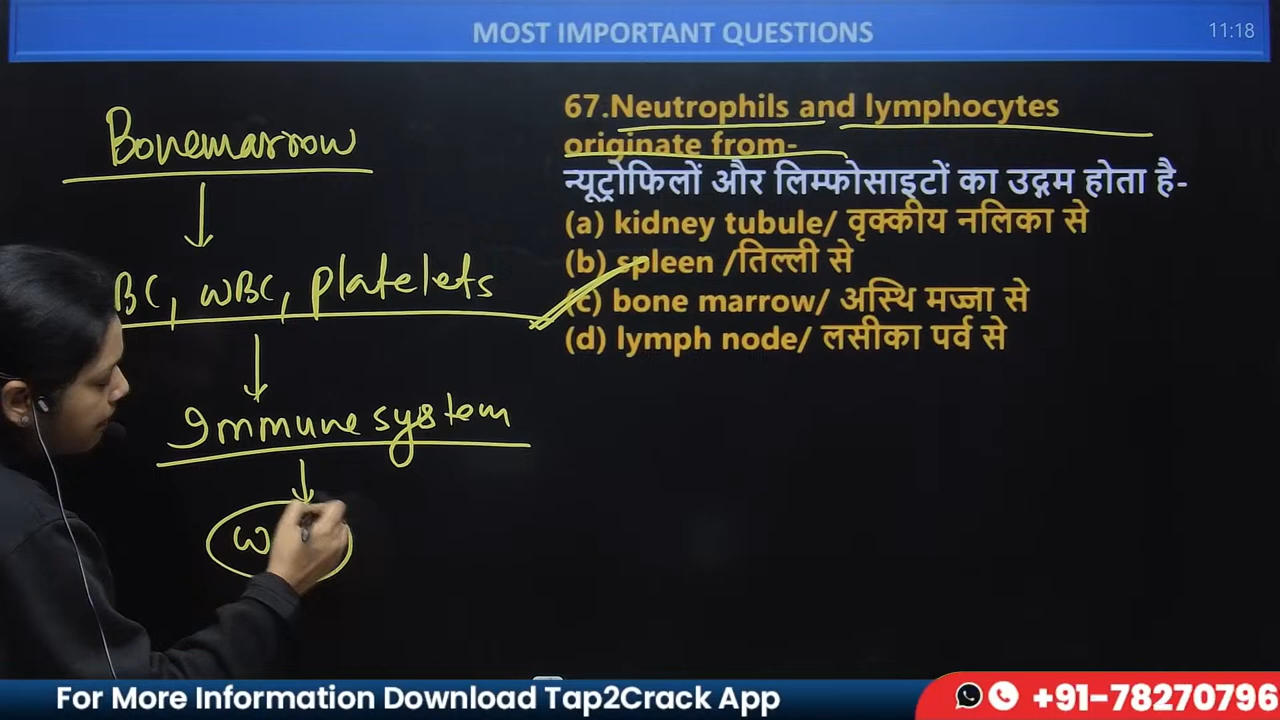 MOST IMPORTANT QUESTIONS
11:18
Bonemarrow
BC, WBC, platelets
Immune system
W
67.Neutrophils and lymphocytes
originate from-
न्यूट्रोफिलों और लिम्फोसाइटों का उद्गम होता है-
(a) kidney tubule/ वृक्कीय नलिका से
(b) spleen /तिल्ली से
(c) bone marrow/ अस्थि मज्जा से
(d) lymph node/ लसीका पर्व से
For More Information Download Tap2Crack App
+91-78270796